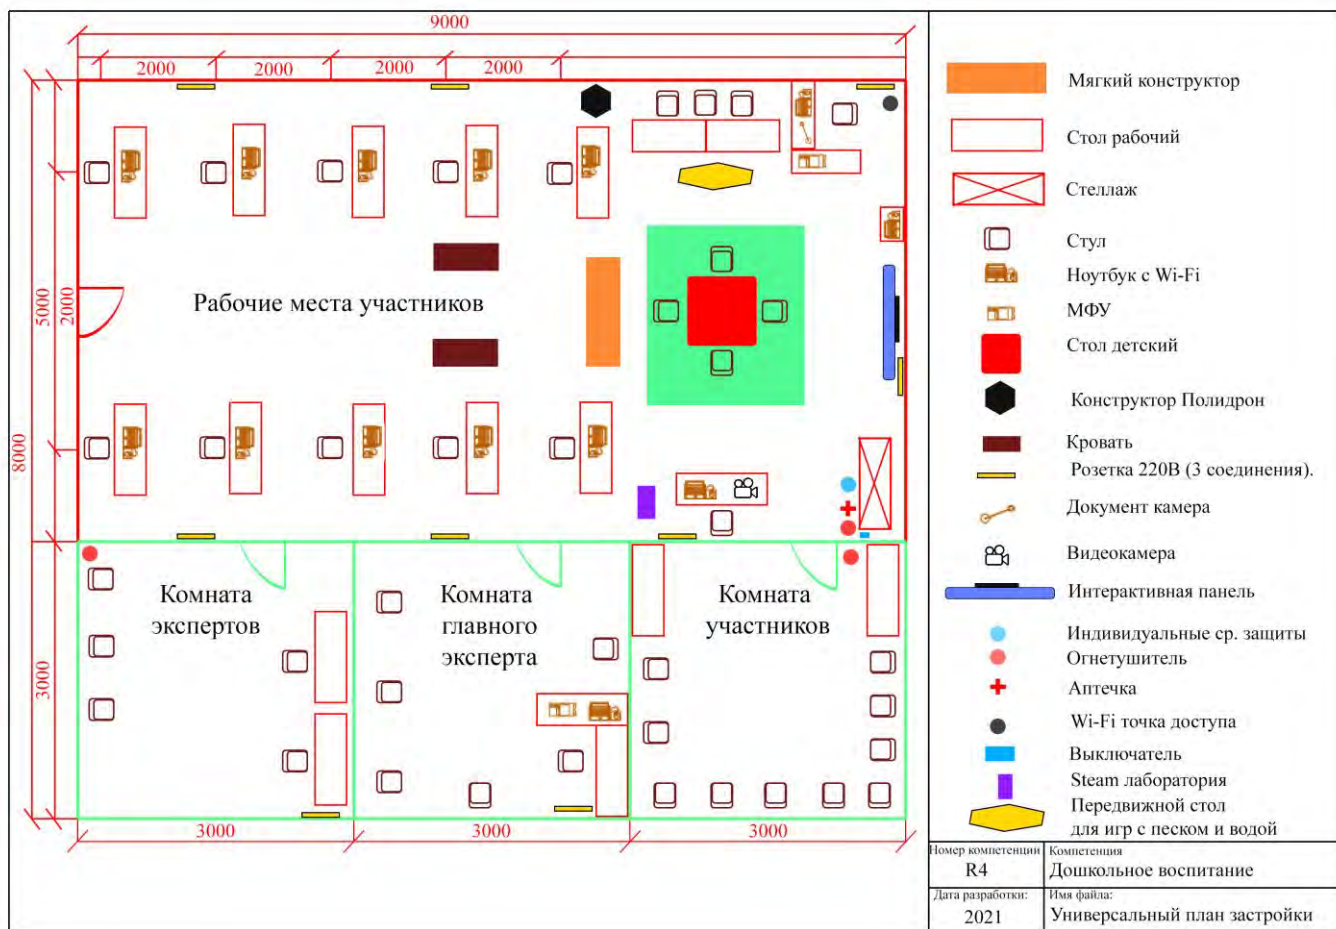 9000
2000
2000
2000
2000
5000
2000
8000
3000
Рабочие места участников
Комната
экспертов
Комната
главного
эксперта
Комната
участников
3000
3000
3000
Мягкий конструктор
Стол рабочий
Стеллаж
Стул
Ноутбук с Wi-Fi
МФУ
Стол детский
Конструктор Полидрон
Кровать
Розетка 220В (3 соединения).
Документ камера
Видеокамера
Интерактивная панель
Индивидуальные ср. защиты
Огнетушитель
Аптечка
Wi-Fi точка доступа
Выключатель
Steam лаборатория
Передвижной стол
для игр с песком и водой
Номер компетенции
R4
Компетенция
Дошкольное воспитание
Дата разработки:
2021
Имя файла:
Универсальный план застройки